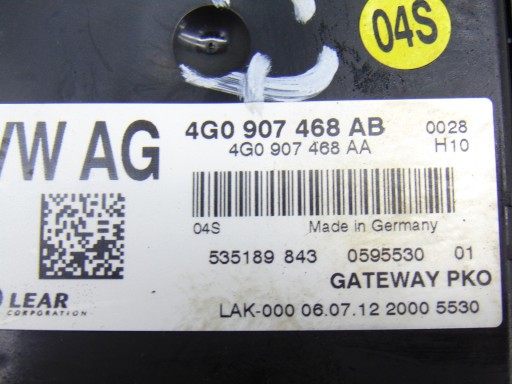 04S
VW AG
4G0 907 468 AB 0028
4G0 907 468 AA H10
04S Made in Germany
535189 843 0595530 01
GATEWAY PKO
LEAR
CORPORATION
LAK-000 06.07.12 2000 5530